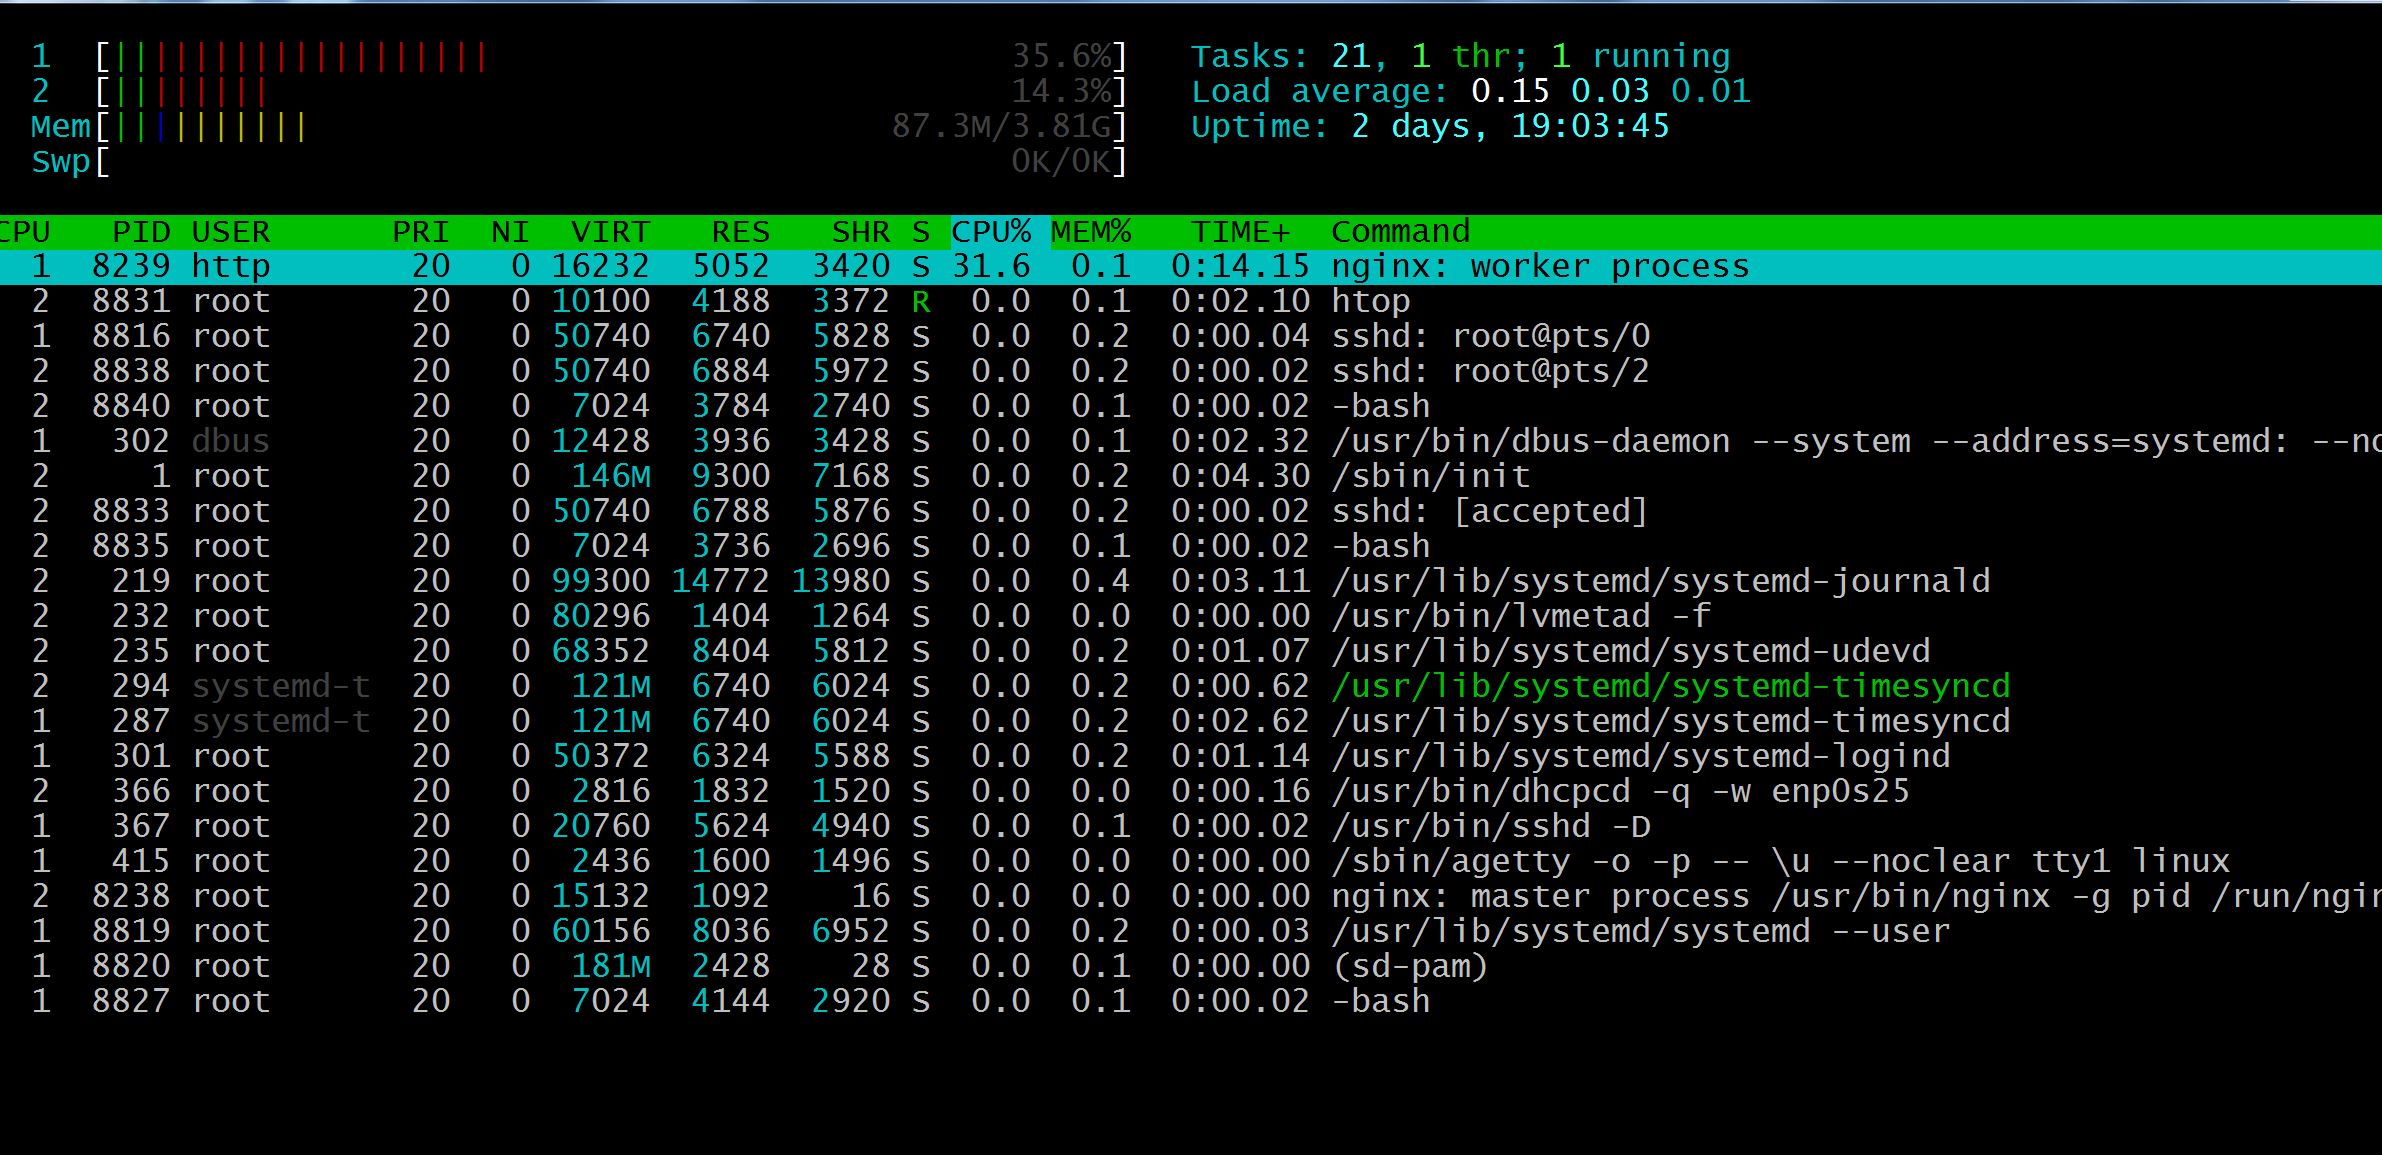 1 [|||||||||||||||||||35.6%] Tasks: 21, 1 thr; 1 running
2 [||||||||14.3%] Load average: 0.15 0.03 0.01
Mem[||||||||||87.3M/3.81G] Uptime: 2 days, 19:03:45
Swp[0K/0K]
CPU PID USER PRI NI VIRT RES SHR S CPU% MEM% TIME+ Command
1 8239 http 20 0 16232 5052 3420 S 31.6 0.1 0:14.15 nginx: worker process
2 8831 root 20 0 10100 4188 3372 R 0.0 0.1 0:02.10 htop
1 8816 root 20 0 50740 6740 5828 S 0.0 0.2 0:00.04 sshd: root@pts/0
2 8838 root 20 0 50740 6884 5972 S 0.0 0.2 0:00.02 sshd: root@pts/2
2 8840 root 20 0 7024 3784 2740 S 0.0 0.1 0:00.02 -bash
1 302 dbus 20 0 12428 3936 3428 S 0.0 0.1 0:02.32 /usr/bin/dbus-daemon --system --address=systemd: --no
2 1 root 20 0 146M 9300 7168 S 0.0 0.2 0:04.30 /sbin/init
2 8833 root 20 0 50740 6788 5876 S 0.0 0.2 0:00.02 sshd: [accepted]
2 8835 root 20 0 7024 3736 2696 S 0.0 0.1 0:00.02 -bash
2 219 root 20 0 99300 14772 13980 S 0.0 0.4 0:03.11 /usr/lib/systemd/systemd-journald
2 232 root 20 0 80296 1404 1264 S 0.0 0.0 0:00.00 /usr/bin/lvmetad -f
2 235 root 20 0 68352 8404 5812 S 0.0 0.2 0:01.07 /usr/lib/systemd/systemd-udevd
2 294 systemd-t 20 0 121M 6740 6024 S 0.0 0.2 0:00.62 /usr/lib/systemd/systemd-timesyncd
1 287 systemd-t 20 0 121M 6740 6024 S 0.0 0.2 0:02.62 /usr/lib/systemd/systemd-timesyncd
1 301 root 20 0 50372 6324 5588 S 0.0 0.2 0:01.14 /usr/lib/systemd/systemd-logind
2 366 root 20 0 2816 1832 1520 S 0.0 0.0 0:00.16 /usr/bin/dhcpcd -q -w enp0s25
1 367 root 20 0 20760 5624 4940 S 0.0 0.1 0:00.02 /usr/bin/sshd -D
1 415 root 20 0 2436 1600 1496 S 0.0 0.0 0:00.00 /sbin/agetty -o -p -- \u --noclear tty1 linux
2 8238 root 20 0 15132 1092 16 S 0.0 0.0 0:00.00 nginx: master process /usr/bin/nginx -g pid /run/ngin
1 8819 root 20 0 60156 8036 6952 S 0.0 0.2 0:00.03 /usr/lib/systemd/systemd --user
1 8820 root 20 0 181M 2428 28 S 0.0 0.1 0:00.00 (sd-pam)
1 8827 root 20 0 7024 4144 2920 S 0.0 0.1 0:00.02 -bash